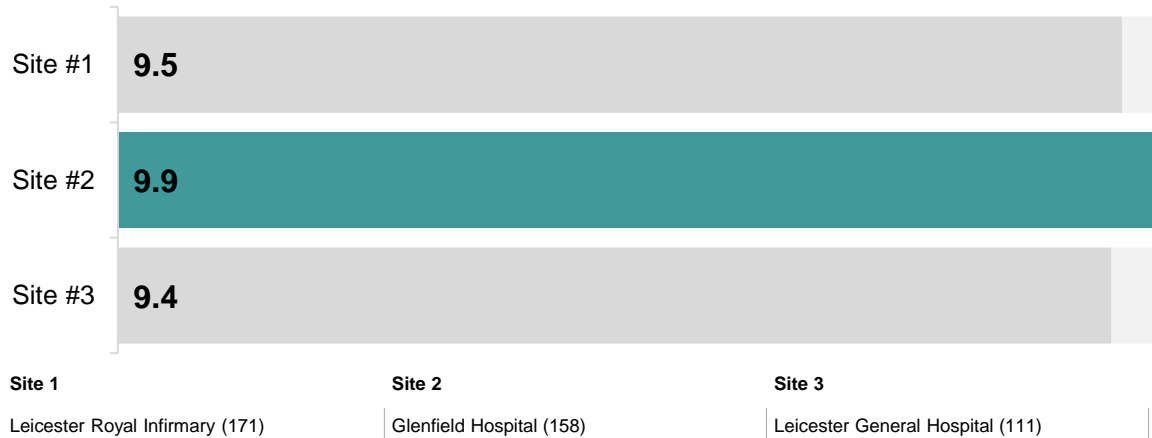 Site #1 9.5
Site #2 9.9
Site #3 9.4
Site 1 Site 2 Site 3
Leicester Royal Infirmary (171) Glenfield Hospital (158) Leicester General Hospital (111)